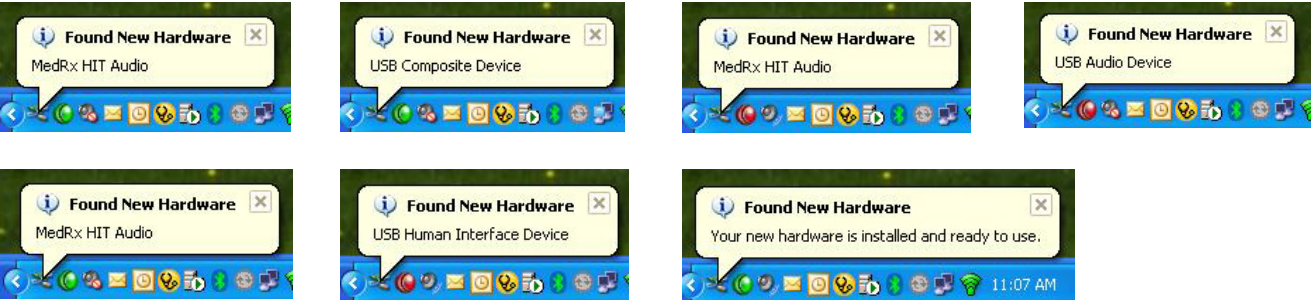 Found New Hardware
MedRx HIT Audio
Found New Hardware
USB Composite Device
Found New Hardware
MedRx HIT Audio
Found New Hardware
USB Audio Device
Found New Hardware
MedRx HIT Audio
Found New Hardware
USB Human Interface Device
Found New Hardware
Your new hardware is installed and ready to use.
11:07 AM